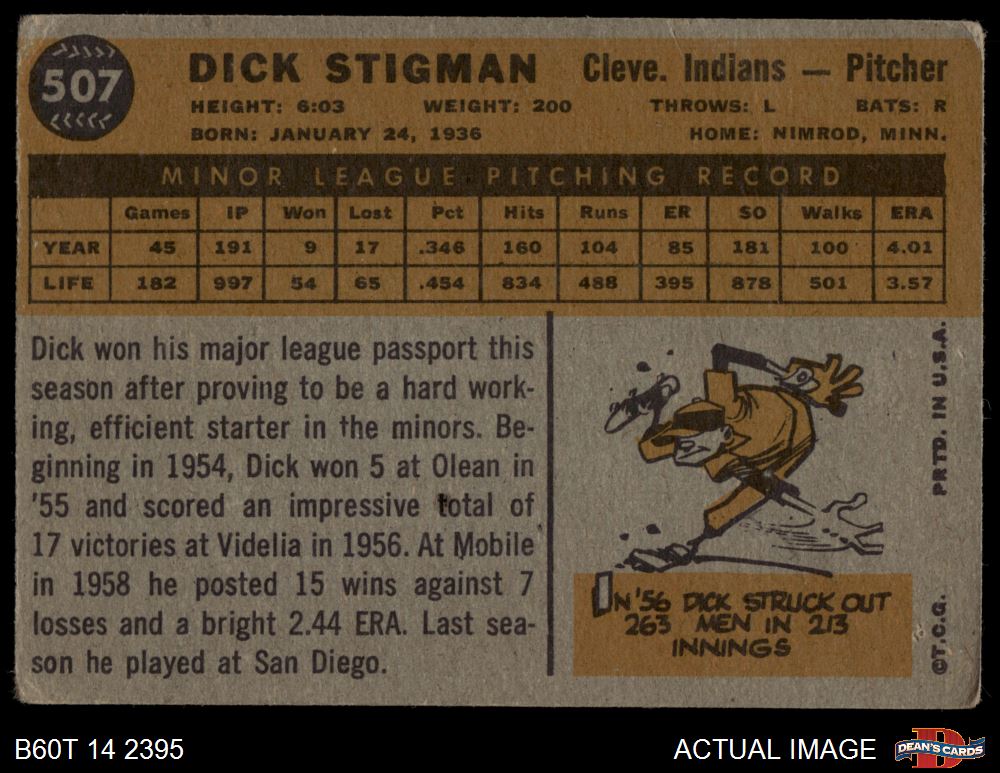 507
DICK STIGMAN Cleve. Indians — Pitcher
HEIGHT: 6:03 WEIGHT: 200 THROWS: L BATS: R
BORN: JANUARY 24, 1936 HOME: NIMROD, MINN.
MINOR LEAGUE PITCHING RECORD
Games IP Won Lost Pct Hits Runs ER SO Walks ERA
YEAR 45 191 9 17 .346 160 104 85 181 100 4.01
LIFE 182 997 54 65 .454 834 488 395 878 501 3.57
Dick won his major league passport this
season after proving to be a hard work-
ing, efficient starter in the minors. Be-
ginning in 1954, Dick won 5 at Olean in
'55 and scored an impressive total of
17 victories at Videlia in 1956. At Mobile
in 1958 he posted 15 wins against 7
losses and a bright 2.44 ERA. Last sea-
son he played at San Diego.
IN '56 DICK STRUCK OUT
263 MEN IN 213
INNINGS
©T.C.G. PRTD. IN U.S.A.
B60T 14 2395
ACTUAL IMAGE
D
DEAN'S CARDS